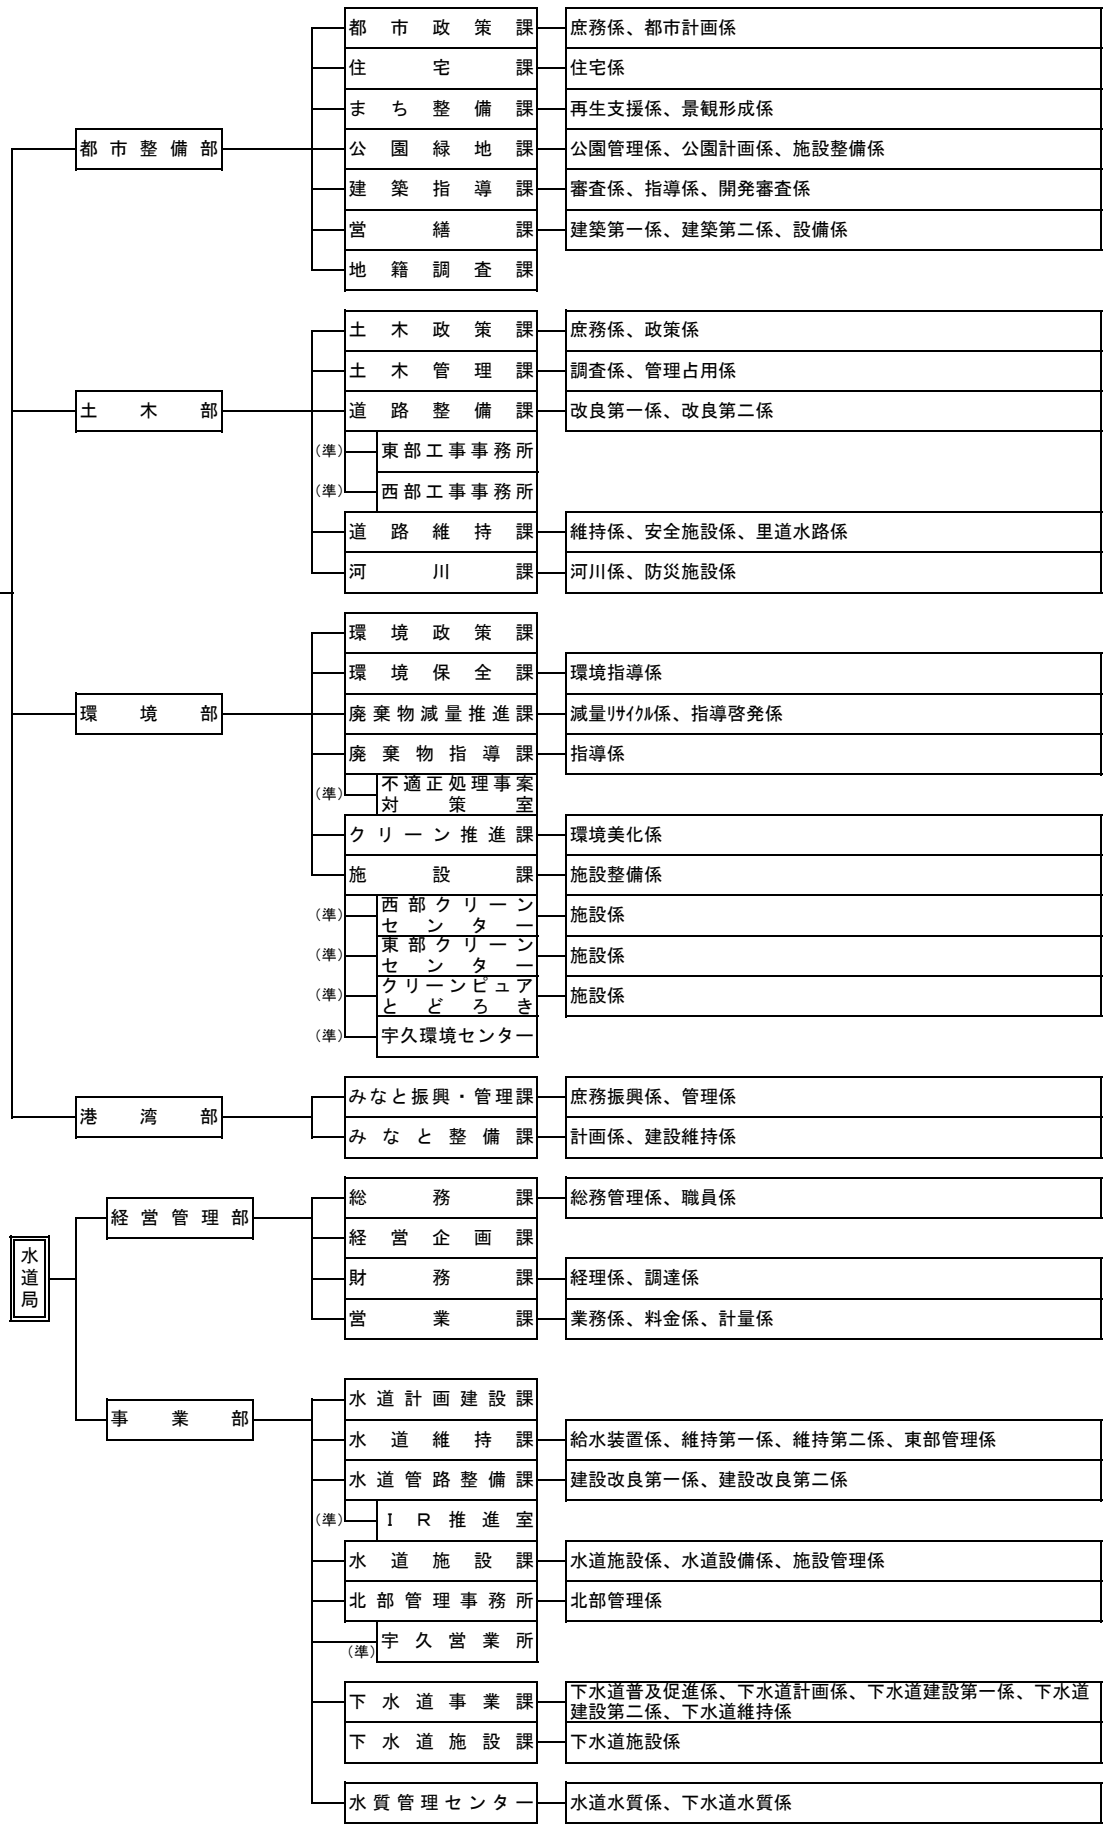 都市政策課 庶務係、都市計画係
住宅課 住宅係
まち整備課 再生支援係、景観形成係
都市整備部 公園緑地課 公園管理係、公園計画係、施設整備係
建築指導課 審査係、指導係、開発審査係
営繕課 建築第一係、建築第二係、設備係
地籍調査課
土木政策課 庶務係、政策係
土木管理課 調査係、管理占用係
土木部 道路整備課 改良第一係、改良第二係
(準) 東部工事事務所
(準) 西部工事事務所
道路維持課 維持係、安全施設係、里道水路係
河川課 河川係、防災施設係
環境政策課
環境保全課 環境指導係
環境部 廃棄物減量推進課 減量ﾘｻｲｸﾙ係、指導啓発係
廃棄物指導課 指導係
(準) 不適正処理事案
対策室
クリーン推進課 環境美化係
施設課 施設整備係
(準) 西部クリーン
センター 施設係
(準) 東部クリーン
センター 施設係
(準) クリーンピュア
とどろき 施設係
(準) 宇久環境センター
港湾部 みなと振興・管理課 庶務振興係、管理係
みなと整備課 計画係、建設維持係
水道局
経営管理部 総務課 総務管理係、職員係
経営企画課
財務課 経理係、調達係
営業課 業務係、料金係、計量係
事業部 水道計画建設課
水道維持課 給水装置係、維持第一係、維持第二係、東部管理係
水道管路整備課 建設改良第一係、建設改良第二係
(準) ＩＲ推進室
水道施設課 水道施設係、水道設備係、施設管理係
北部管理事務所 北部管理係
(準) 宇久営業所
下水道事業課 下水道普及促進係、下水道計画係、下水道建設第一係、下水道
建設第二係、下水道維持係
下水道施設課 下水道施設係
水質管理センター 水道水質係、下水道水質係